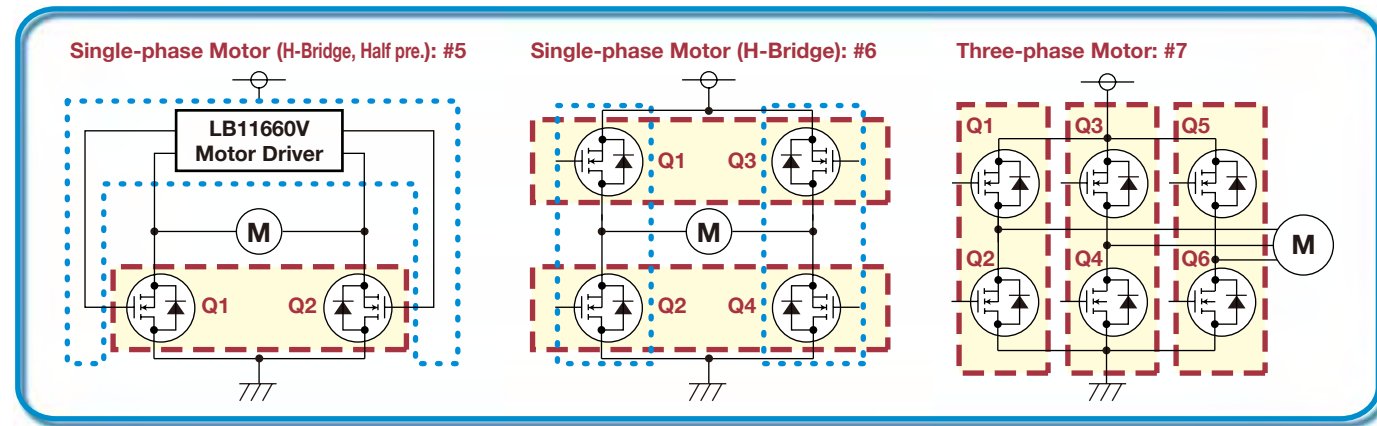 Single-phase Motor (H-Bridge, Half pre.): #5
LB11660V
Motor Driver
M
Q1
Q2
Single-phase Motor (H-Bridge): #6
Q1
Q3
M
Q2
Q4
Three-phase Motor: #7
Q1
Q3
Q5
M
Q2
Q4
Q6